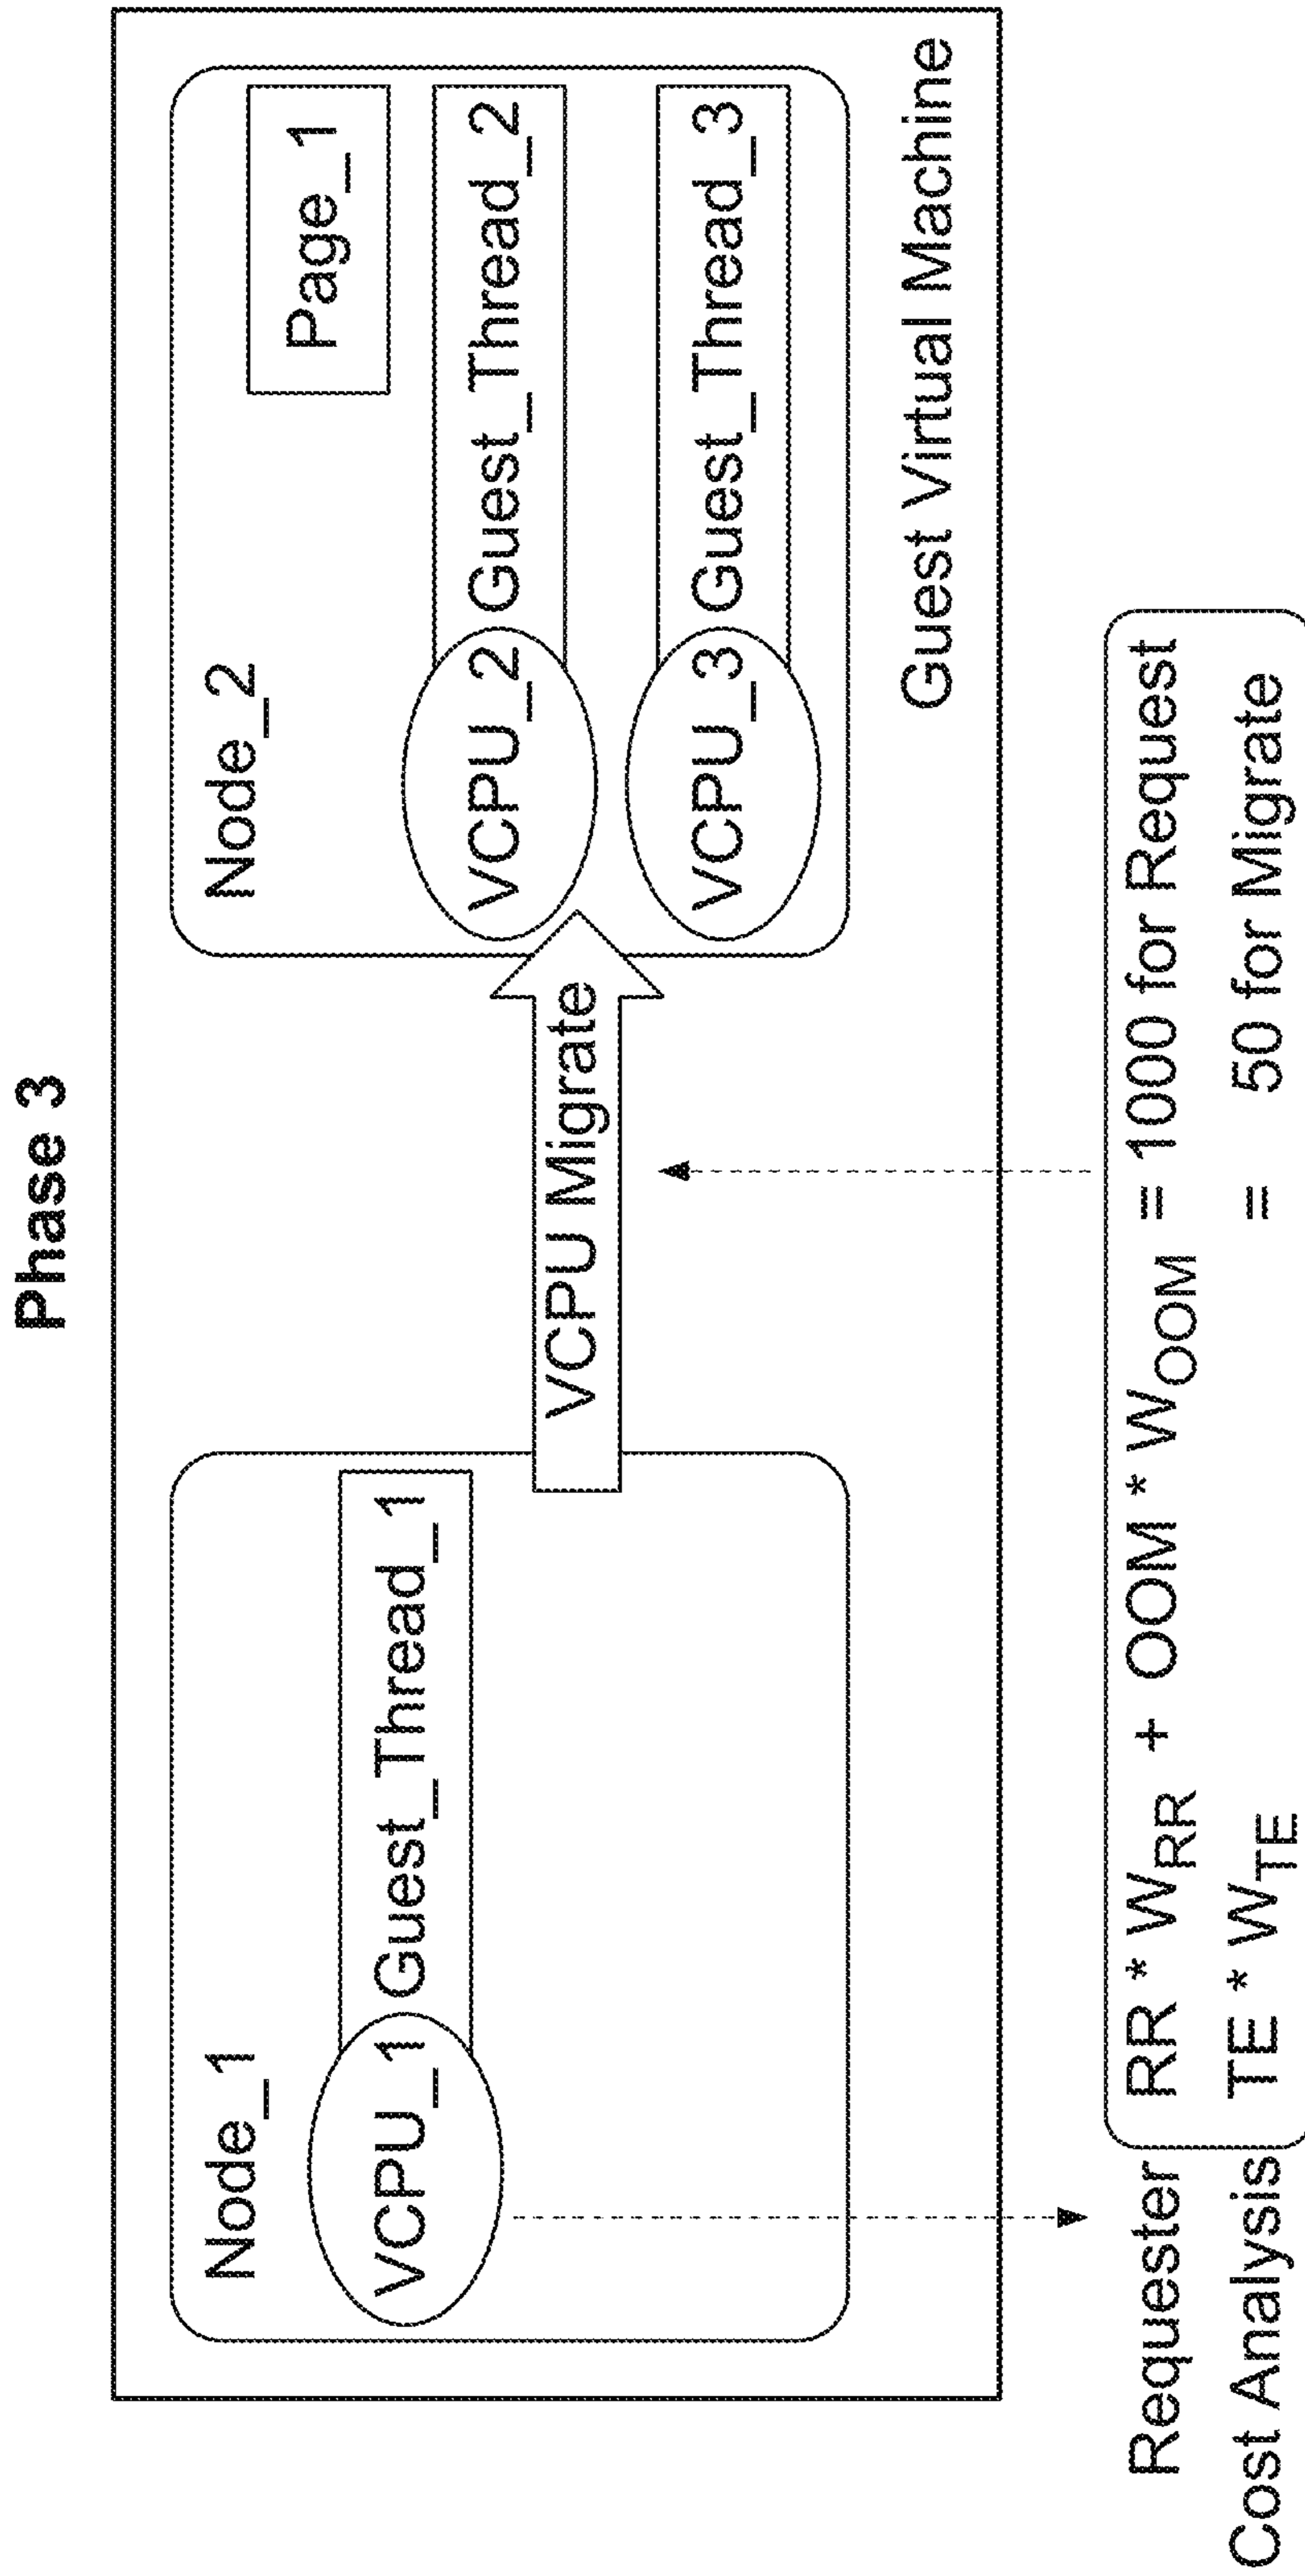 Phase 3
Node_1
VCPU_1 Guest_Thread_1
VCPU Migrate
Node_2
Page_1
VCPU_2 Guest_Thread_2
VCPU_3 Guest_Thread_3
Guest Virtual Machine
Requester RR * W_RR + OOM * W_OOM = 1000 for Request
Cost Analysis TE * W_TE = 50 for Migrate